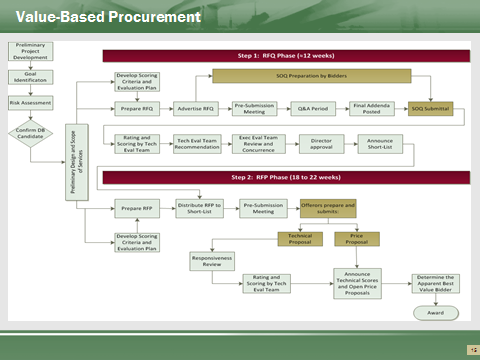 Value-Based Procurement
Preliminary
Project
Development
Goal
Identificaton
Risk Assessment
Confirm DB
Candidate
Preliminary Design and Scope
of Services
Step 1: RFQ Phase (≈12 weeks)
Develop Scoring
Criteria and
Evaluation Plan
SOQ Preparation by Bidders
Prepare RFQ
Advertise RFQ
Pre-Submission
Meeting
Q&A Period
Final Addenda
Posted
SOQ Submittal
Rating and
Scoring by Tech
Eval Team
Tech Eval Team
Recommendation
Exec Eval Team
Review and
Concurrence
Director
approval
Announce
Short-List
Step 2: RFP Phase (18 to 22 weeks)
Prepare RFP
Distribute RFP to
Short-List
Pre-Submission
Meeting
Offerors prepare and
submits:
Develop Scoring
Criteria and
Evaluation Plan
Technical
Proposal
Price
Proposal
Responsiveness
Review
Rating and
Scoring by Tech
Eval Team
Announce
Technical Scores
and Open Price
Proposals
Determine the
Apparent Best
Value Bidder
Award